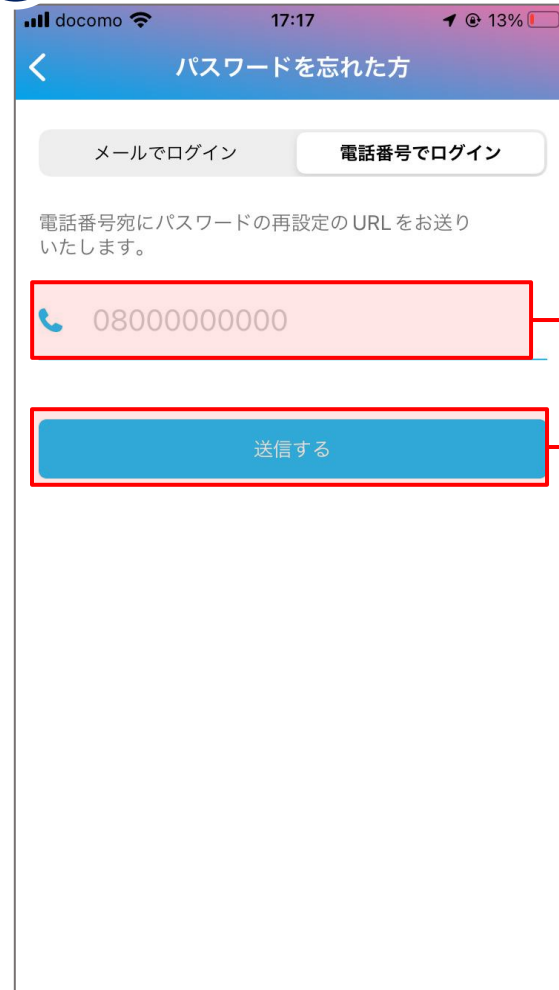 docomo 17:17 13%
パスワードを忘れた方
メールでログイン 電話番号でログイン
電話番号宛にパスワードの再設定のURLをお送り
いたします。
08000000000
送信する